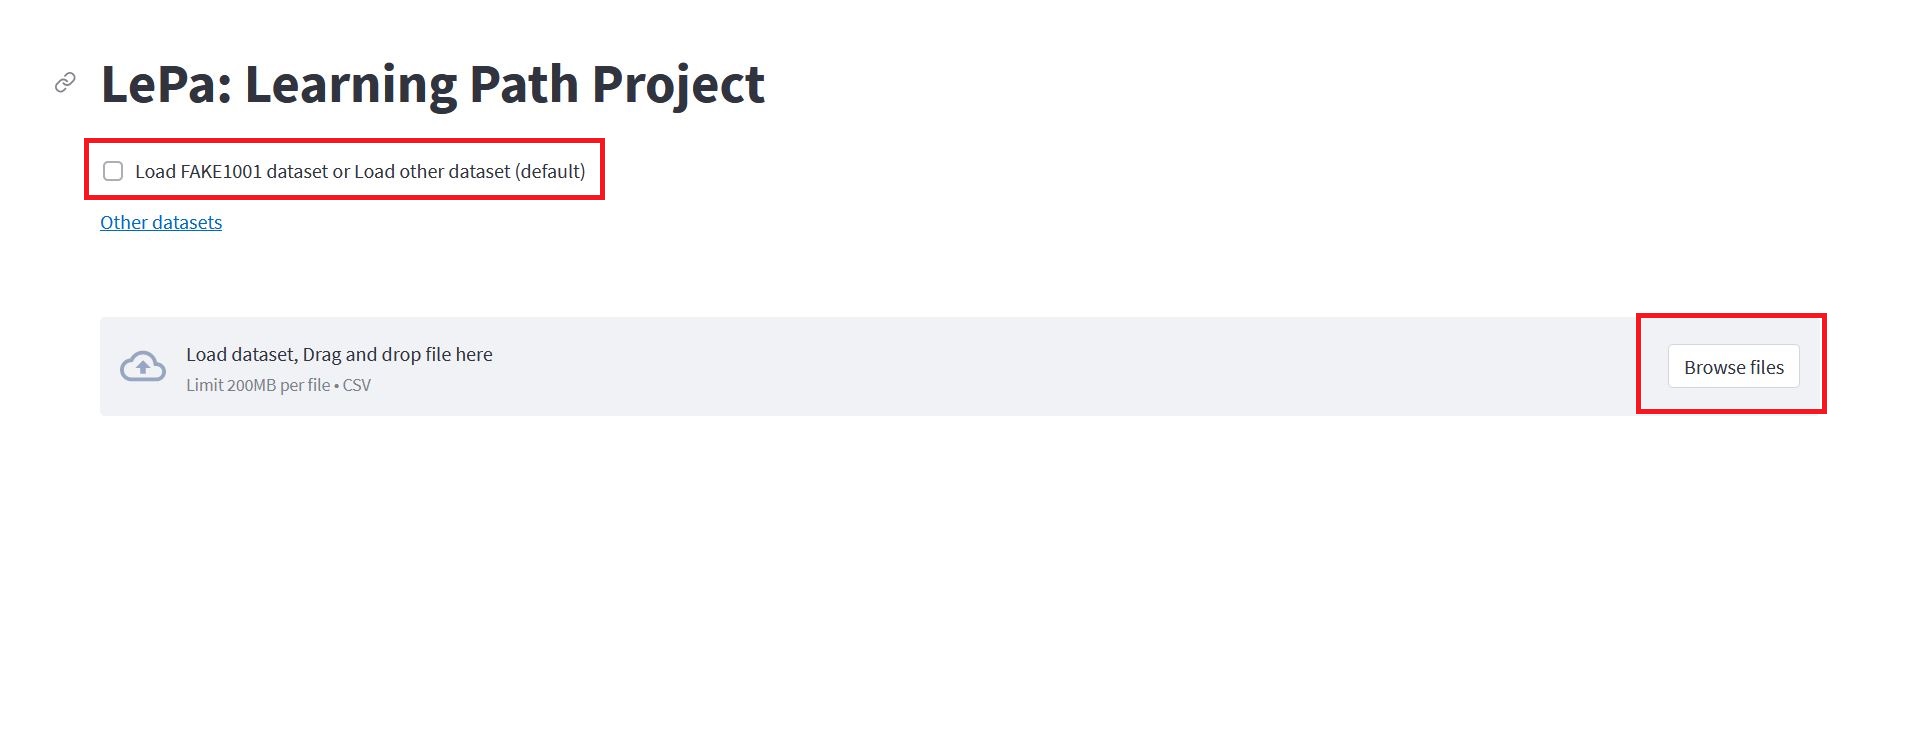 LePa: Learning Path Project
Load FAKE1001 dataset or Load other dataset (default)
Other datasets
Load dataset, Drag and drop file here
Limit 200MB per file • CSV
Browse files